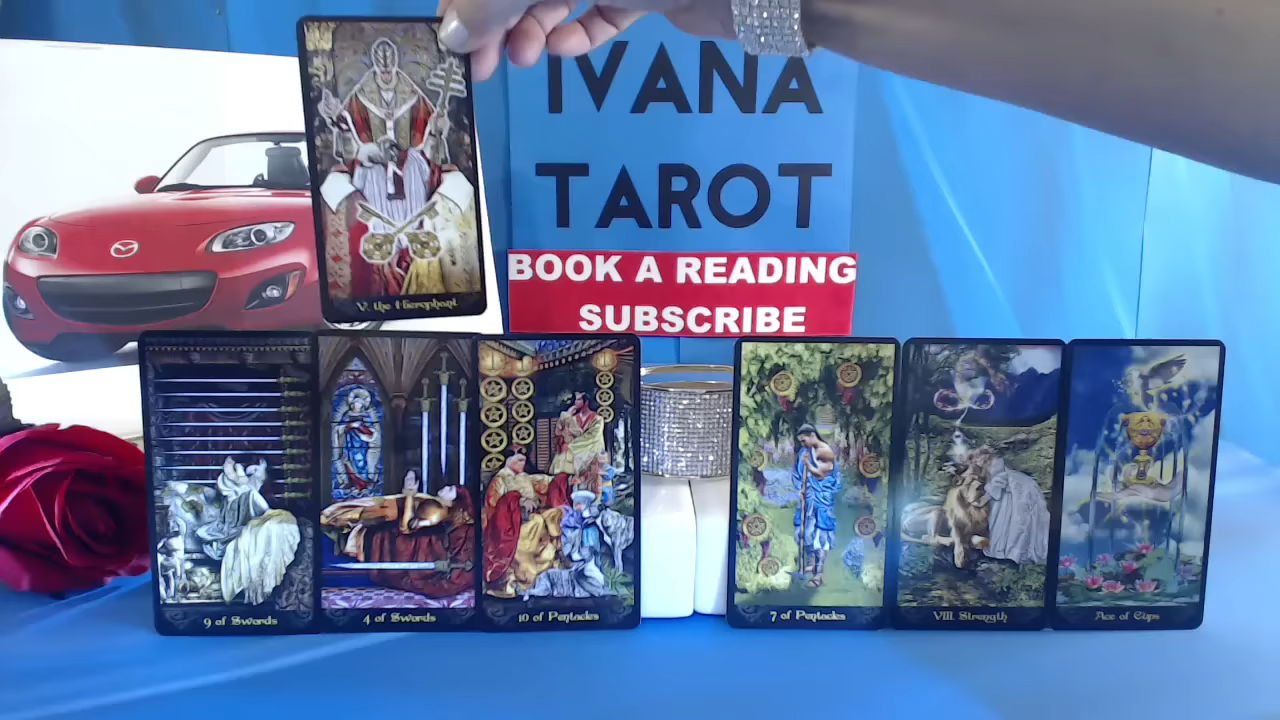 IVANA
TAROT
BOOK A READING
SUBSCRIBE
V. the Hierophant
9 of Swords
4 of Swords
10 of Pentacles
7 of Pentacles
VIII. Strength
Ace of Cups